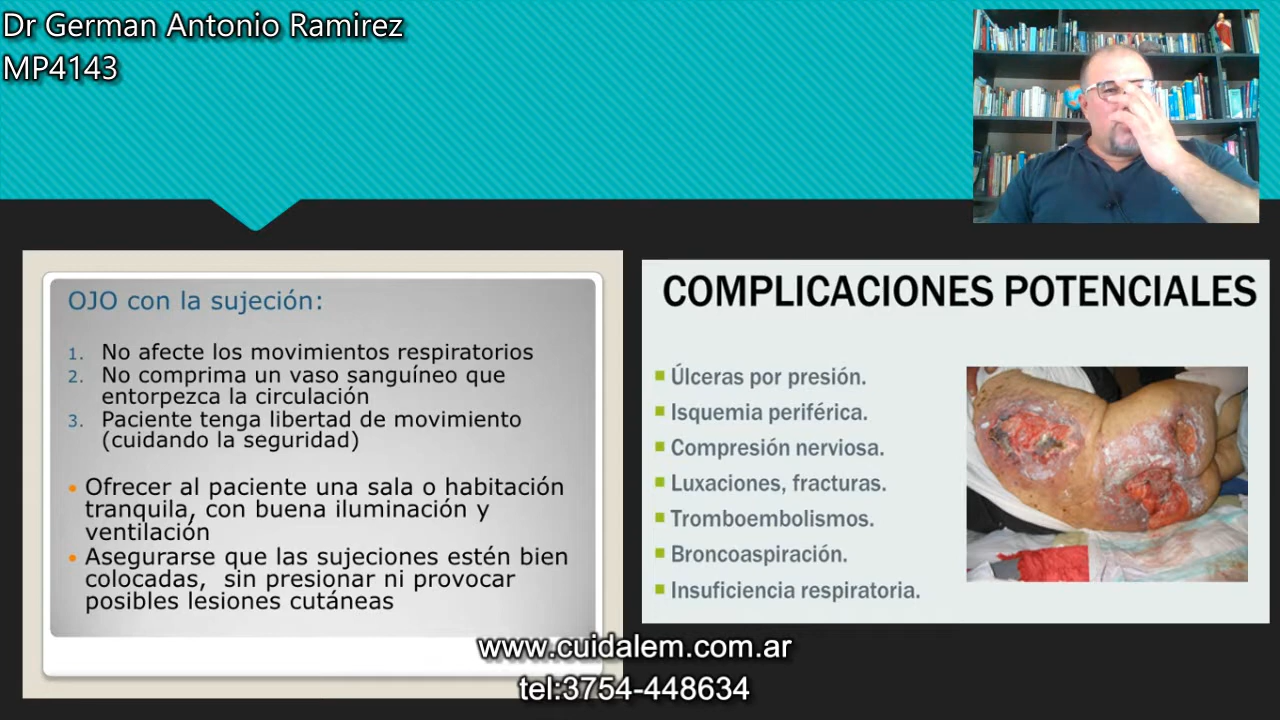 Dr German Antonio Ramirez
MP4143
OJO con la sujeción:
1. No afecte los movimientos respiratorios
2. No comprima un vaso sanguíneo que
entorpezca la circulación
3. Paciente tenga libertad de movimiento
(cuidando la seguridad)
• Ofrecer al paciente una sala o habitación
tranquila, con buena iluminación y
ventilación
• Asegurarse que las sujeciones estén bien
colocadas, sin presionar ni provocar
posibles lesiones cutáneas
COMPLICACIONES POTENCIALES
Úlceras por presión.
Isquemia periférica.
Compresión nerviosa.
Luxaciones, fracturas.
Tromboembolismos.
Broncoaspiración.
Insuficiencia respiratoria.
www.cuidalem.com.ar
tel:3754-448634